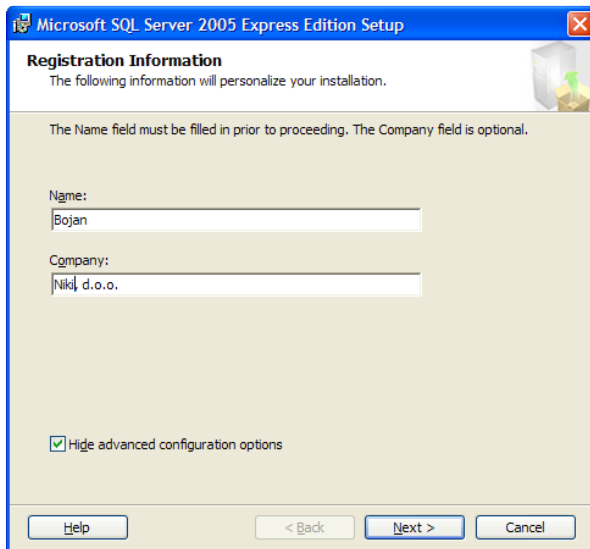 Microsoft SQL Server 2005 Express Edition Setup
Registration Information
The following information will personalize your installation.
The Name field must be filled in prior to proceeding. The Company field is optional.
Name:
Bojan
Company:
Niki, d.o.o.
Hide advanced configuration options
Help
< Back
Next >
Cancel